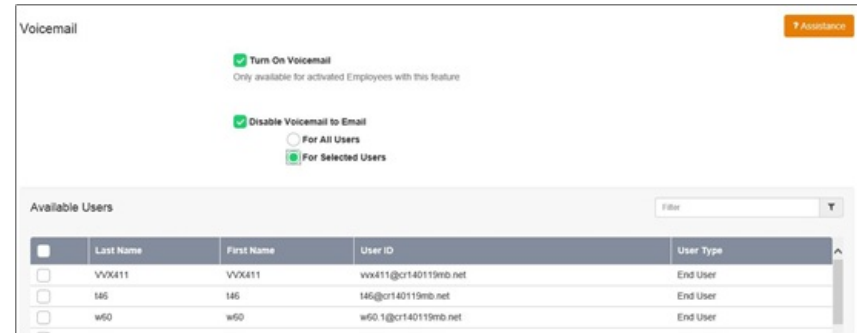 Voicemail
? Assistance
Turn On Voicemail
Only available for activated Employees with this feature
Disable Voicemail to Email
For All Users
For Selected Users
Available Users
Filter
Last Name First Name User ID User Type
VVX411 VVX411 vvx411@cr140119mb.net End User
t46 t46 t46@cr140119mb.net End User
w60 w60 w60.1@cr140119mb.net End User